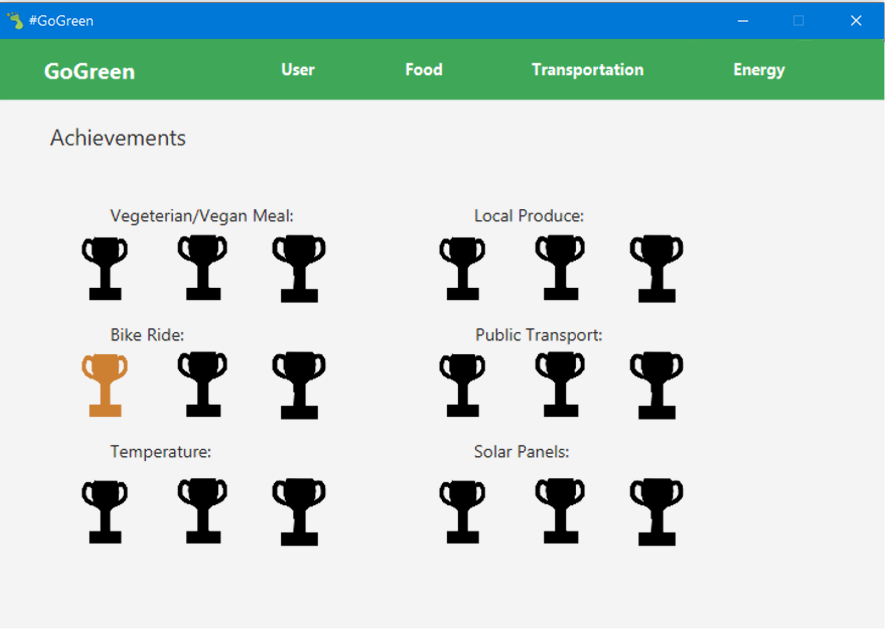 #GoGreen
GoGreen User Food Transportation Energy
Achievements
Vegeterian/Vegan Meal: Local Produce:
Bike Ride: Public Transport:
Temperature: Solar Panels: